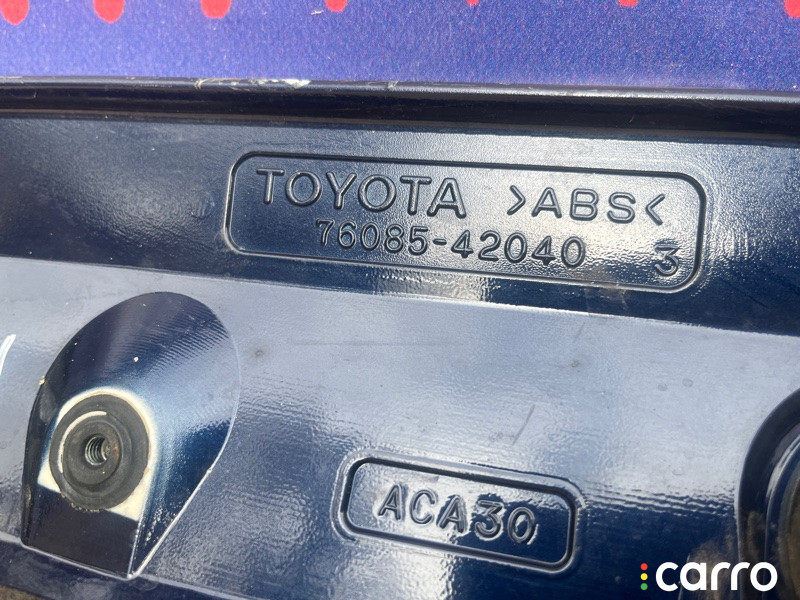 TOYOTA >ABS<
76085-42040 3
ACA30
carro